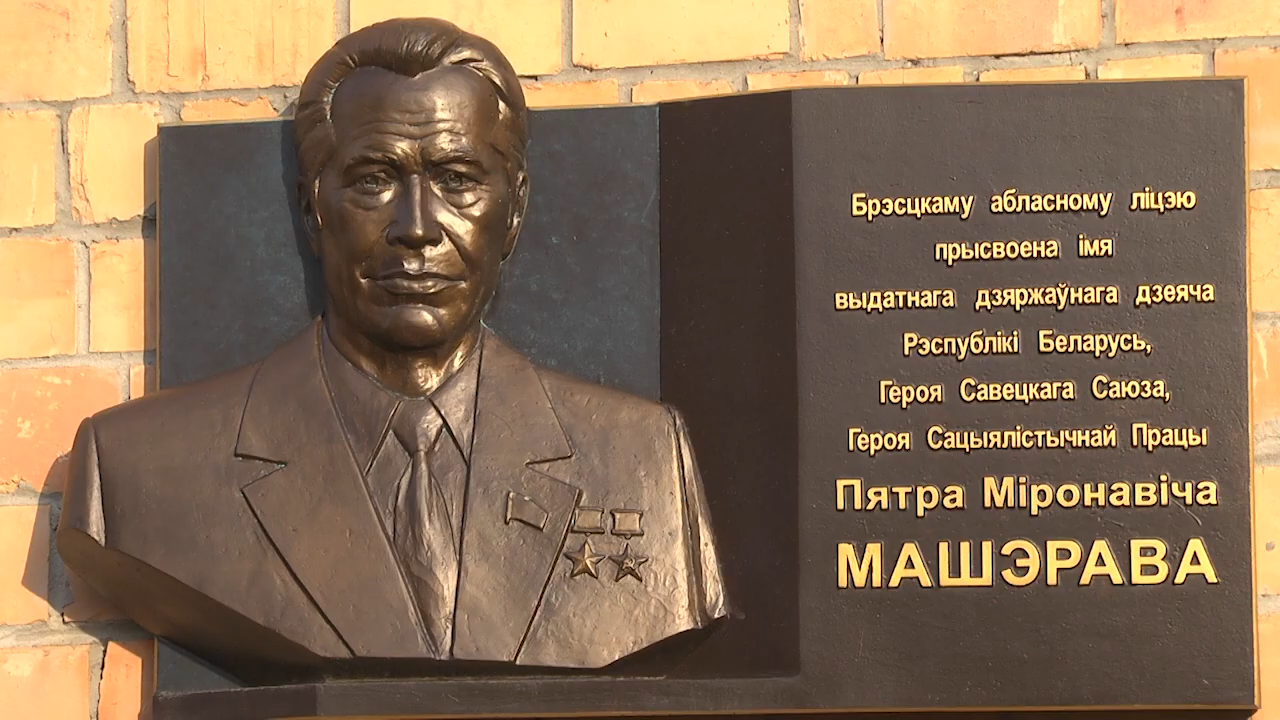 Брэсцкаму абласному ліцэю
прысвоена імя
выдатнага дзяржаўнага дзеяча
Рэспублікі Беларусь,
Героя Савецкага Саюза,
Героя Сацыялістычнай Працы
Пятра Міронавіча
МАШЭРАВА